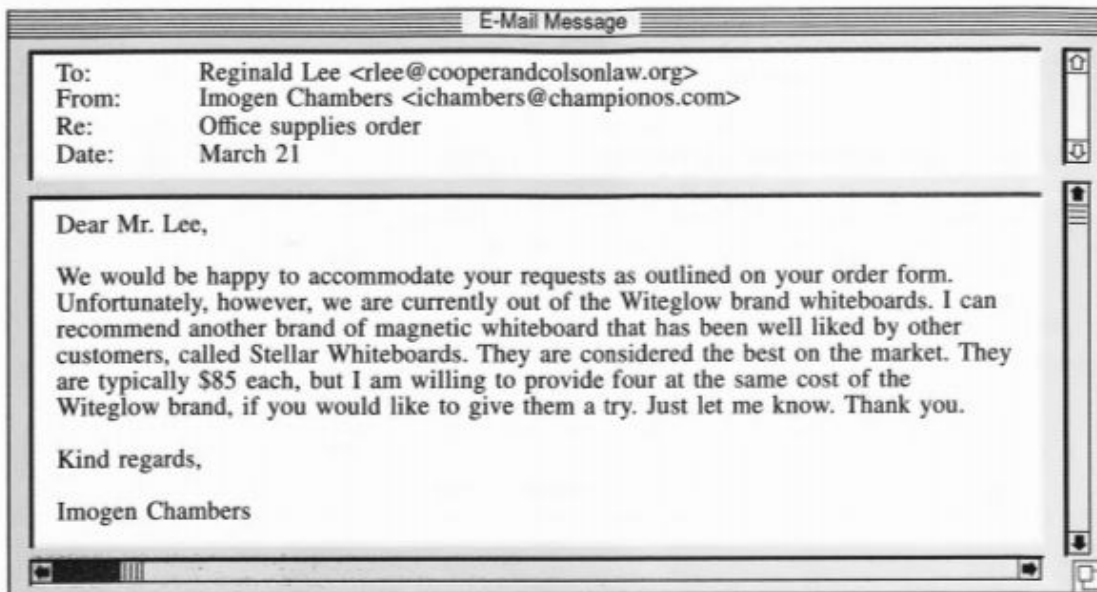 E-Mail Message
To: Reginald Lee <rlee@cooperandcolsonlaw.org>
From: Imogen Chambers <ichambers@championos.com>
Re: Office supplies order
Date: March 21
Dear Mr. Lee,
We would be happy to accommodate your requests as outlined on your order form.
Unfortunately, however, we are currently out of the Witeglow brand whiteboards. I can
recommend another brand of magnetic whiteboard that has been well liked by other
customers, called Stellar Whiteboards. They are considered the best on the market. They
are typically $85 each, but I am willing to provide four at the same cost of the
Witeglow brand, if you would like to give them a try. Just let me know. Thank you.
Kind regards,
Imogen Chambers